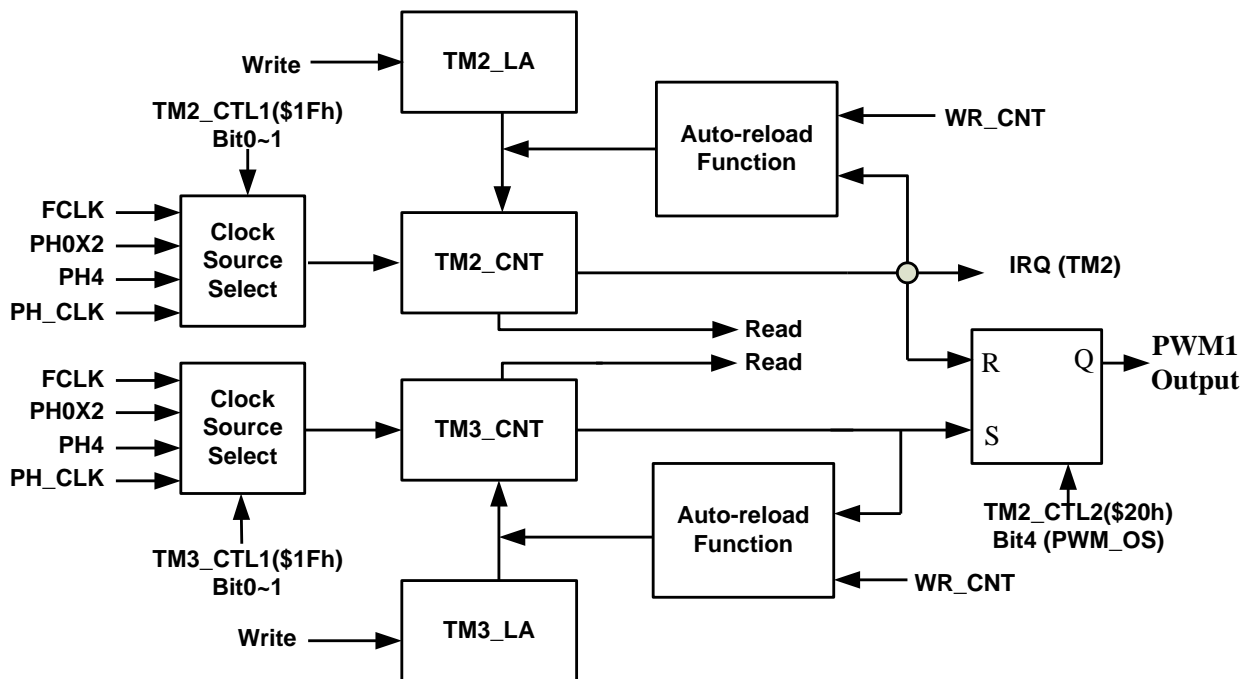 Write
TM2_LA
TM2_CTL1($1Fh)
Bit0~1
Auto-reload
Function
WR_CNT
FCLK
PH0X2
PH4
PH_CLK
Clock
Source
Select
TM2_CNT
IRQ (TM2)
Read
Read
FCLK
PH0X2
PH4
PH_CLK
Clock
Source
Select
TM3_CNT
R
Q
S
PWM1
Output
TM3_CTL1($1Fh)
Bit0~1
Auto-reload
Function
TM2_CTL2($20h)
Bit4 (PWM_OS)
WR_CNT
Write
TM3_LA